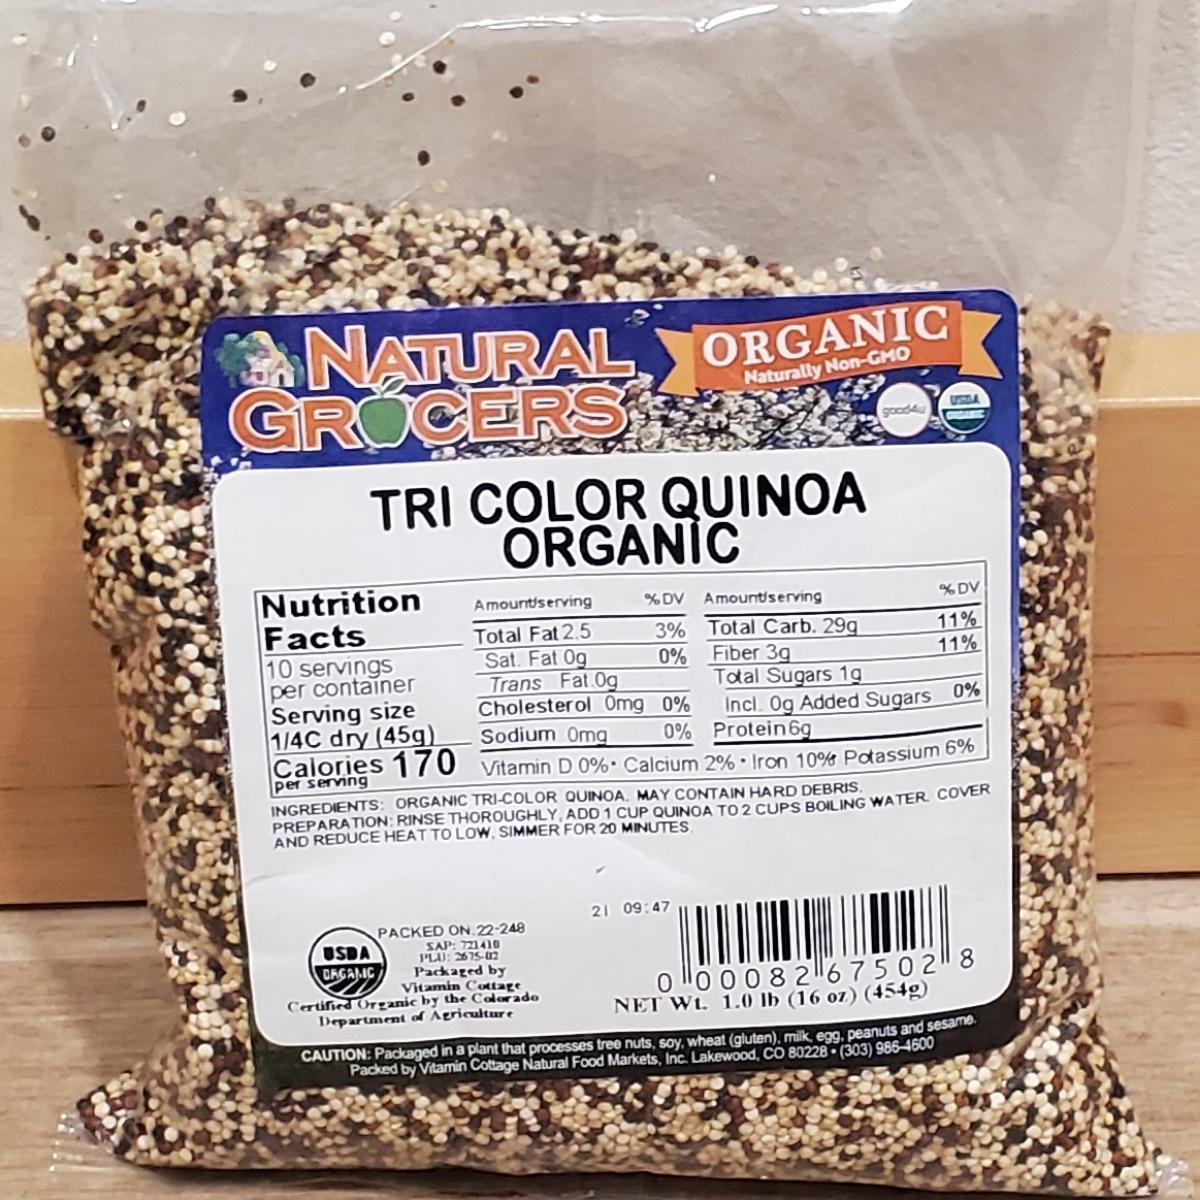 NATURAL
GROCERS
ORGANIC
Naturally Non-GMO
good4u
USDA
ORGANIC
TRI COLOR QUINOA
ORGANIC
Nutrition
Facts
10 servings
per container
Serving size
1/4C dry (45g)
Calories 170
per serving
Amount/serving %DV
Total Fat 2.5 3%
Sat. Fat 0g 0%
Trans Fat 0g
Cholesterol 0mg 0%
Sodium 0mg 0%
Amount/serving %DV
Total Carb. 29g 11%
Fiber 3g 11%
Total Sugars 1g
Incl. 0g Added Sugars 0%
Protein 6g
Vitamin D 0% • Calcium 2% • Iron 10% Potassium 6%
INGREDIENTS: ORGANIC TRI-COLOR QUINOA. MAY CONTAIN HARD DEBRIS.
PREPARATION: RINSE THOROUGHLY, ADD 1 CUP QUINOA TO 2 CUPS BOILING WATER. COVER
AND REDUCE HEAT TO LOW, SIMMER FOR 20 MINUTES.
21 09:47
PACKED ON: 22-248
SAP: 721410
PLU: 2675-02
USDA
ORGANIC
Packaged by
Vitamin Cottage
Certified Organic by the Colorado
Department of Agriculture
0 00082 67502 8
NET Wt. 1.0 lb (16 oz) (454g)
CAUTION: Packaged in a plant that processes tree nuts, soy, wheat (gluten), milk, egg, peanuts and sesame.
Packed by Vitamin Cottage Natural Food Markets, Inc. Lakewood, CO 80228 • (303) 986-4600